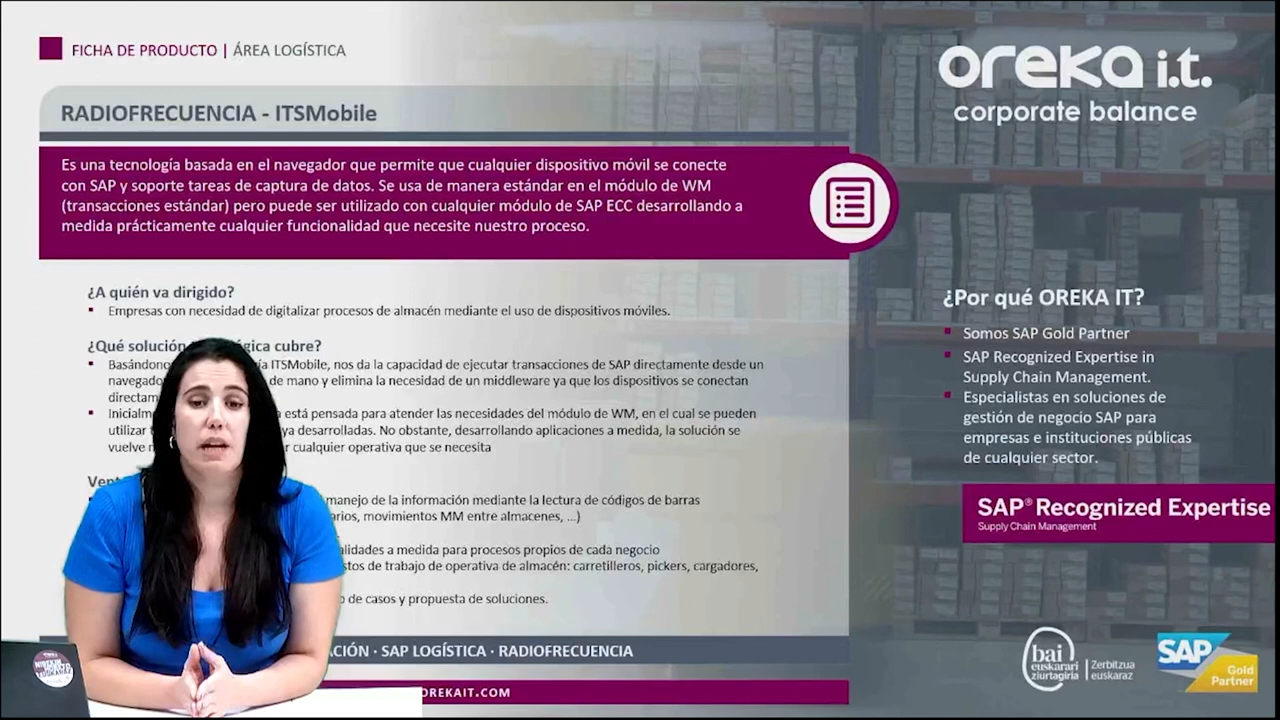 FICHA DE PRODUCTO | ÁREA LOGÍSTICA
oreka i.t.
corporate balance
RADIOFRECUENCIA - ITSMobile
Es una tecnología basada en el navegador que permite que cualquier dispositivo móvil se conecte
con SAP y soporte tareas de captura de datos. Se usa de manera estándar en el módulo de WM
(transacciones estándar) pero puede ser utilizado con cualquier módulo de SAP ECC desarrollando a
medida prácticamente cualquier funcionalidad que necesite nuestro proceso.
¿A quién va dirigido?
Empresas con necesidad de digitalizar procesos de almacén mediante el uso de dispositivos móviles.
¿Qué solución cubre?
ITSMobile, nos da la capacidad de ejecutar transacciones de SAP directamente desde un
de mano y elimina la necesidad de un middleware ya que los dispositivos se conectan
está pensada para atender las necesidades del módulo de WM, en el cual se pueden
utilizar ya desarrolladas. No obstante, desarrollando aplicaciones a medida, la solución se
vuelve cualquier operativa que se necesita
manejo de la información mediante la lectura de códigos de barras
movimientos MM entre almacenes, ...)
a medida para procesos propios de cada negocio
de trabajo de operativa de almacén: carretilleros, pickers, cargadores,
de casos y propuesta de soluciones.
· SAP LOGÍSTICA · RADIOFRECUENCIA
OREKAIT.COM
¿Por qué OREKA IT?
Somos SAP Gold Partner
SAP Recognized Expertise in
Supply Chain Management.
Especialistas en soluciones de
gestión de negocio SAP para
empresas e instituciones públicas
de cualquier sector.
SAP® Recognized Expertise
Supply Chain Management
bai
euskarari
ziurtagiria
Zerbitzua
euskaraz
SAP
Gold
Partner